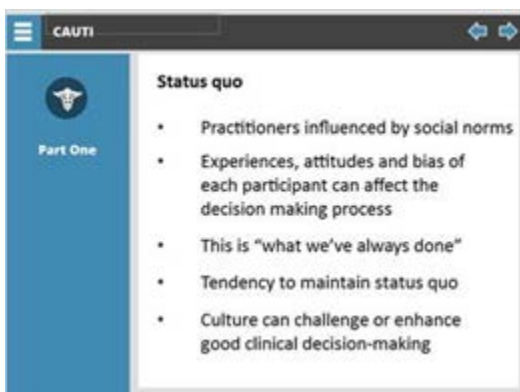 CAUTI
Part One
Status quo
• Practitioners influenced by social norms
• Experiences, attitudes and bias of
each participant can affect the
decision making process
• This is “what we’ve always done”
• Tendency to maintain status quo
• Culture can challenge or enhance
good clinical decision-making